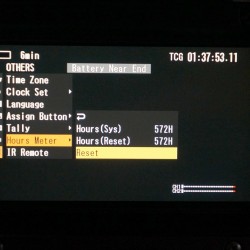 6min
TCG 01:37:53.11
OTHERS
Battery Near End
Time Zone
Clock Set
Language
Assign Button
Tally
Hours(Sys) 572H
Hours Meter
Hours(Reset) 572H
IR Remote
Reset